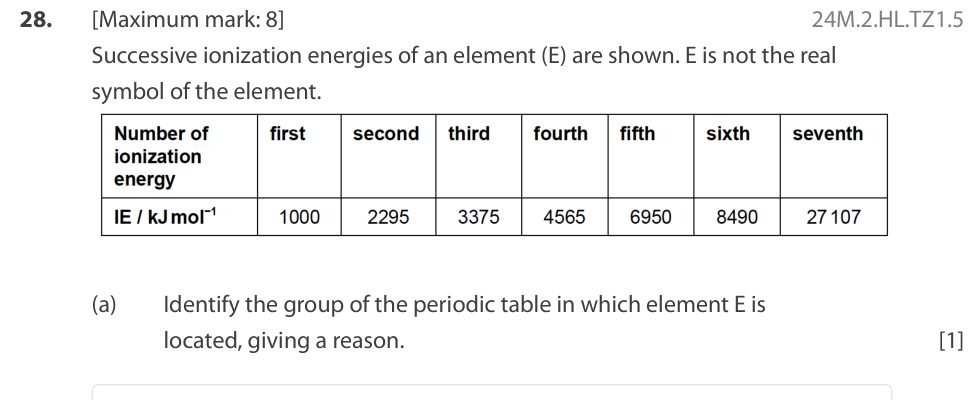 28. [Maximum mark: 8] 24M.2.HL.TZ1.5
Successive ionization energies of an element (E) are shown. E is not the real
symbol of the element.
Number of ionization energy first second third fourth fifth sixth seventh
IE / kJ mol⁻¹ 1000 2295 3375 4565 6950 8490 27 107
(a) Identify the group of the periodic table in which element E is
located, giving a reason. [1]